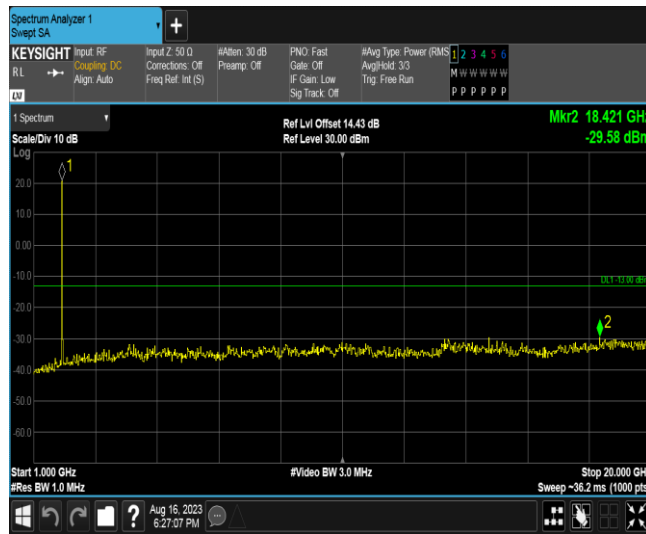 Spectrum Analyzer 1
Swept SA
+
KEYSIGHT Input: RF Input Z: 50 Ω #Atten: 30 dB PNO: Fast #Avg Type: Power (RMS 1 2 3 4 5 6
RL Coupling: DC Corrections: Off Preamp: Off Gate: Off Avg|Hold: 3/3 M W W W W W
Align: Auto Freq Ref: Int (S) IF Gain: Low Trig: Free Run
LXI Sig Track: Off P P P P P P
1 Spectrum Ref Lvl Offset 14.43 dB Mkr2 18.421 GHz
Scale/Div 10 dB Ref Level 30.00 dBm -29.58 dBm
Log
1
20.0
10.0
0.00
-10.0
DL1 -13.00 dBm
-20.0
2
-30.0
-40.0
-50.0
-60.0
Start 1.000 GHz #Video BW 3.0 MHz Stop 20.000 GHz
#Res BW 1.0 MHz Sweep ~36.2 ms (1000 pts)
? Aug 16, 2023
6:27:07 PM